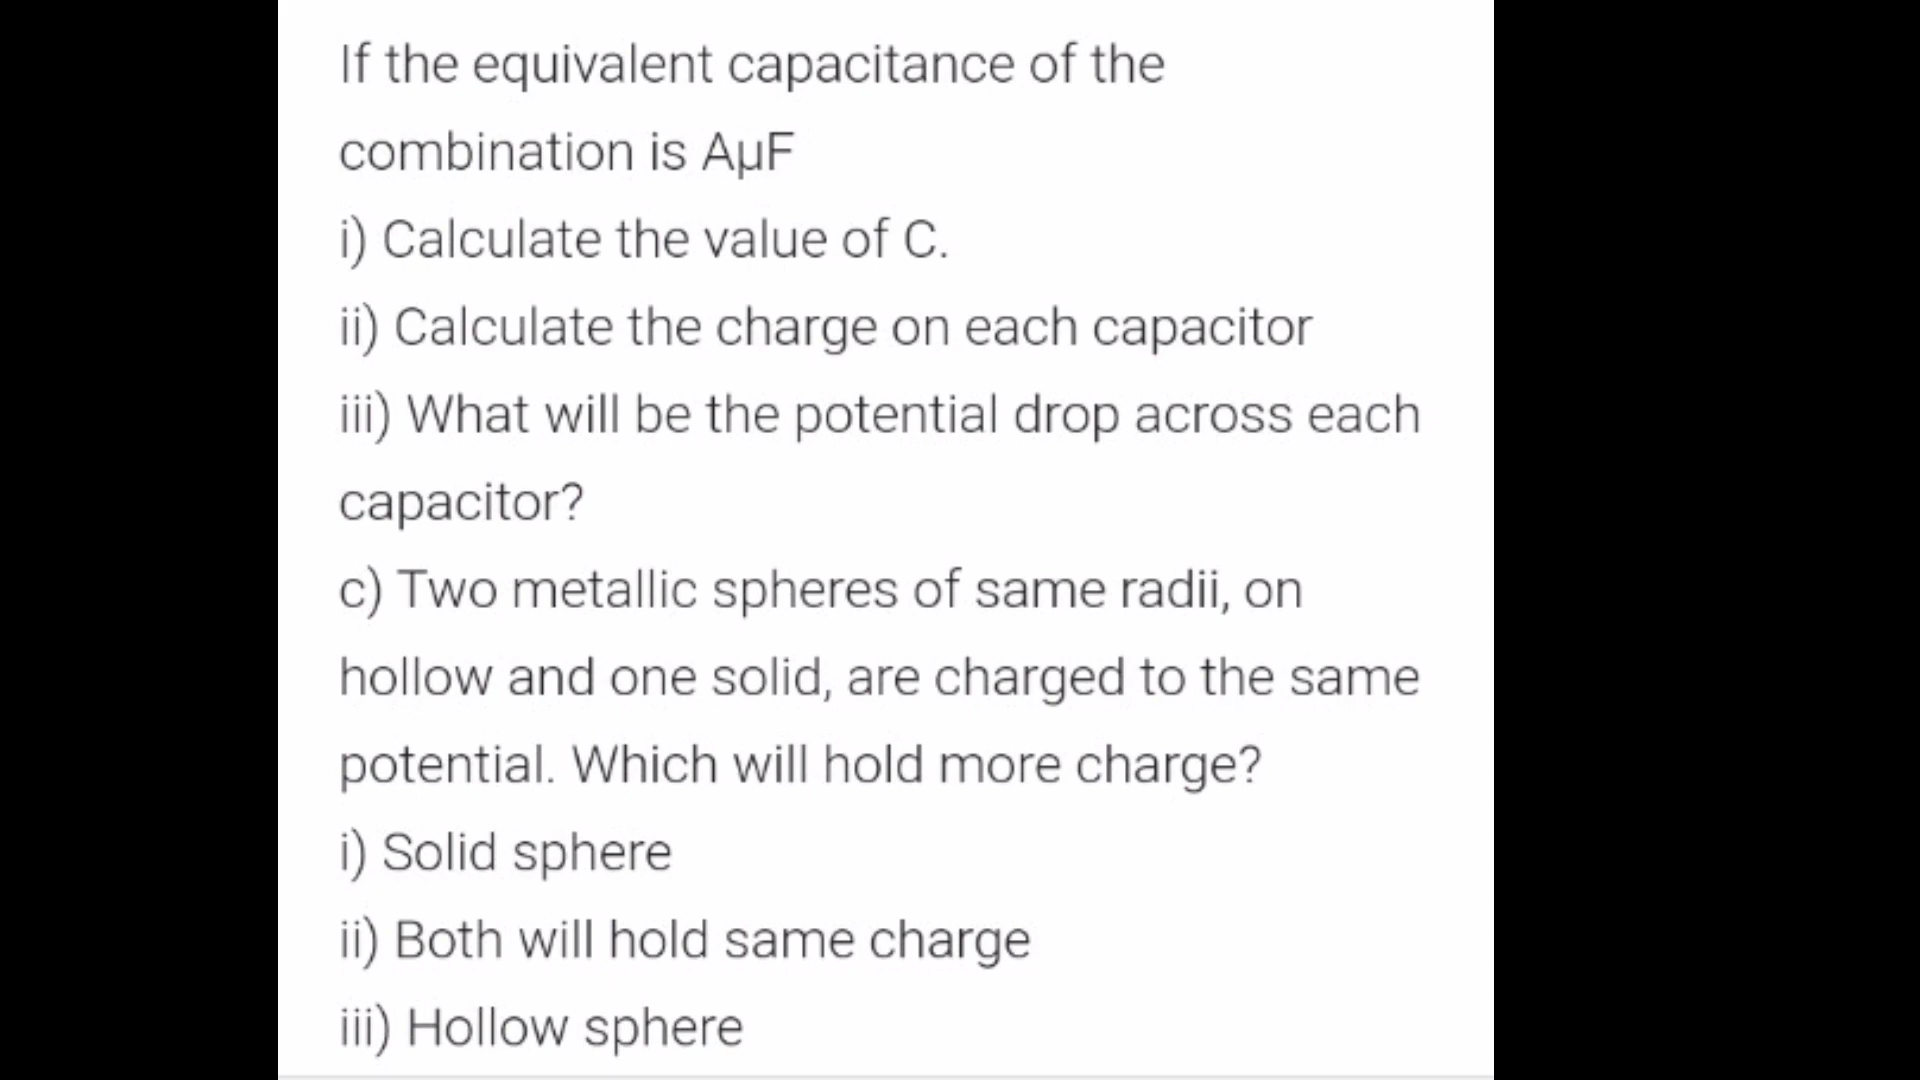 If the equivalent capacitance of the
combination is AµF
i) Calculate the value of C.
ii) Calculate the charge on each capacitor
iii) What will be the potential drop across each
capacitor?
c) Two metallic spheres of same radii, on
hollow and one solid, are charged to the same
potential. Which will hold more charge?
i) Solid sphere
ii) Both will hold same charge
iii) Hollow sphere